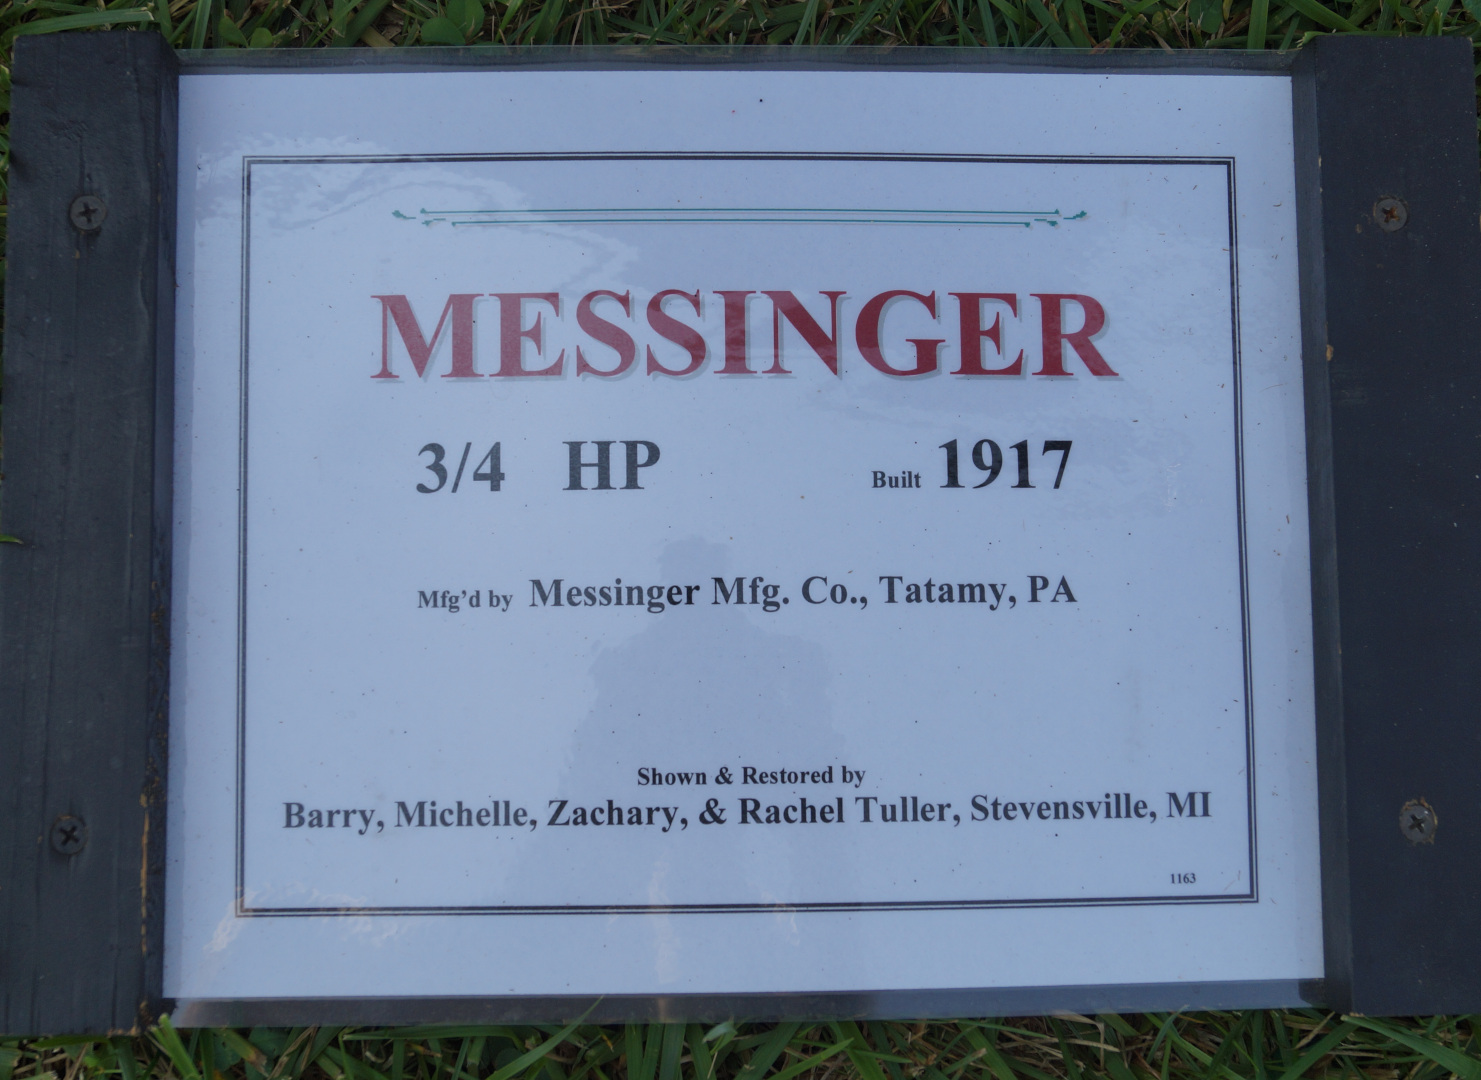 MESSINGER
3/4 HP Built 1917
Mfg’d by Messinger Mfg. Co., Tatamy, PA
Shown & Restored by
Barry, Michelle, Zachary, & Rachel Tuller, Stevensville, MI
1163